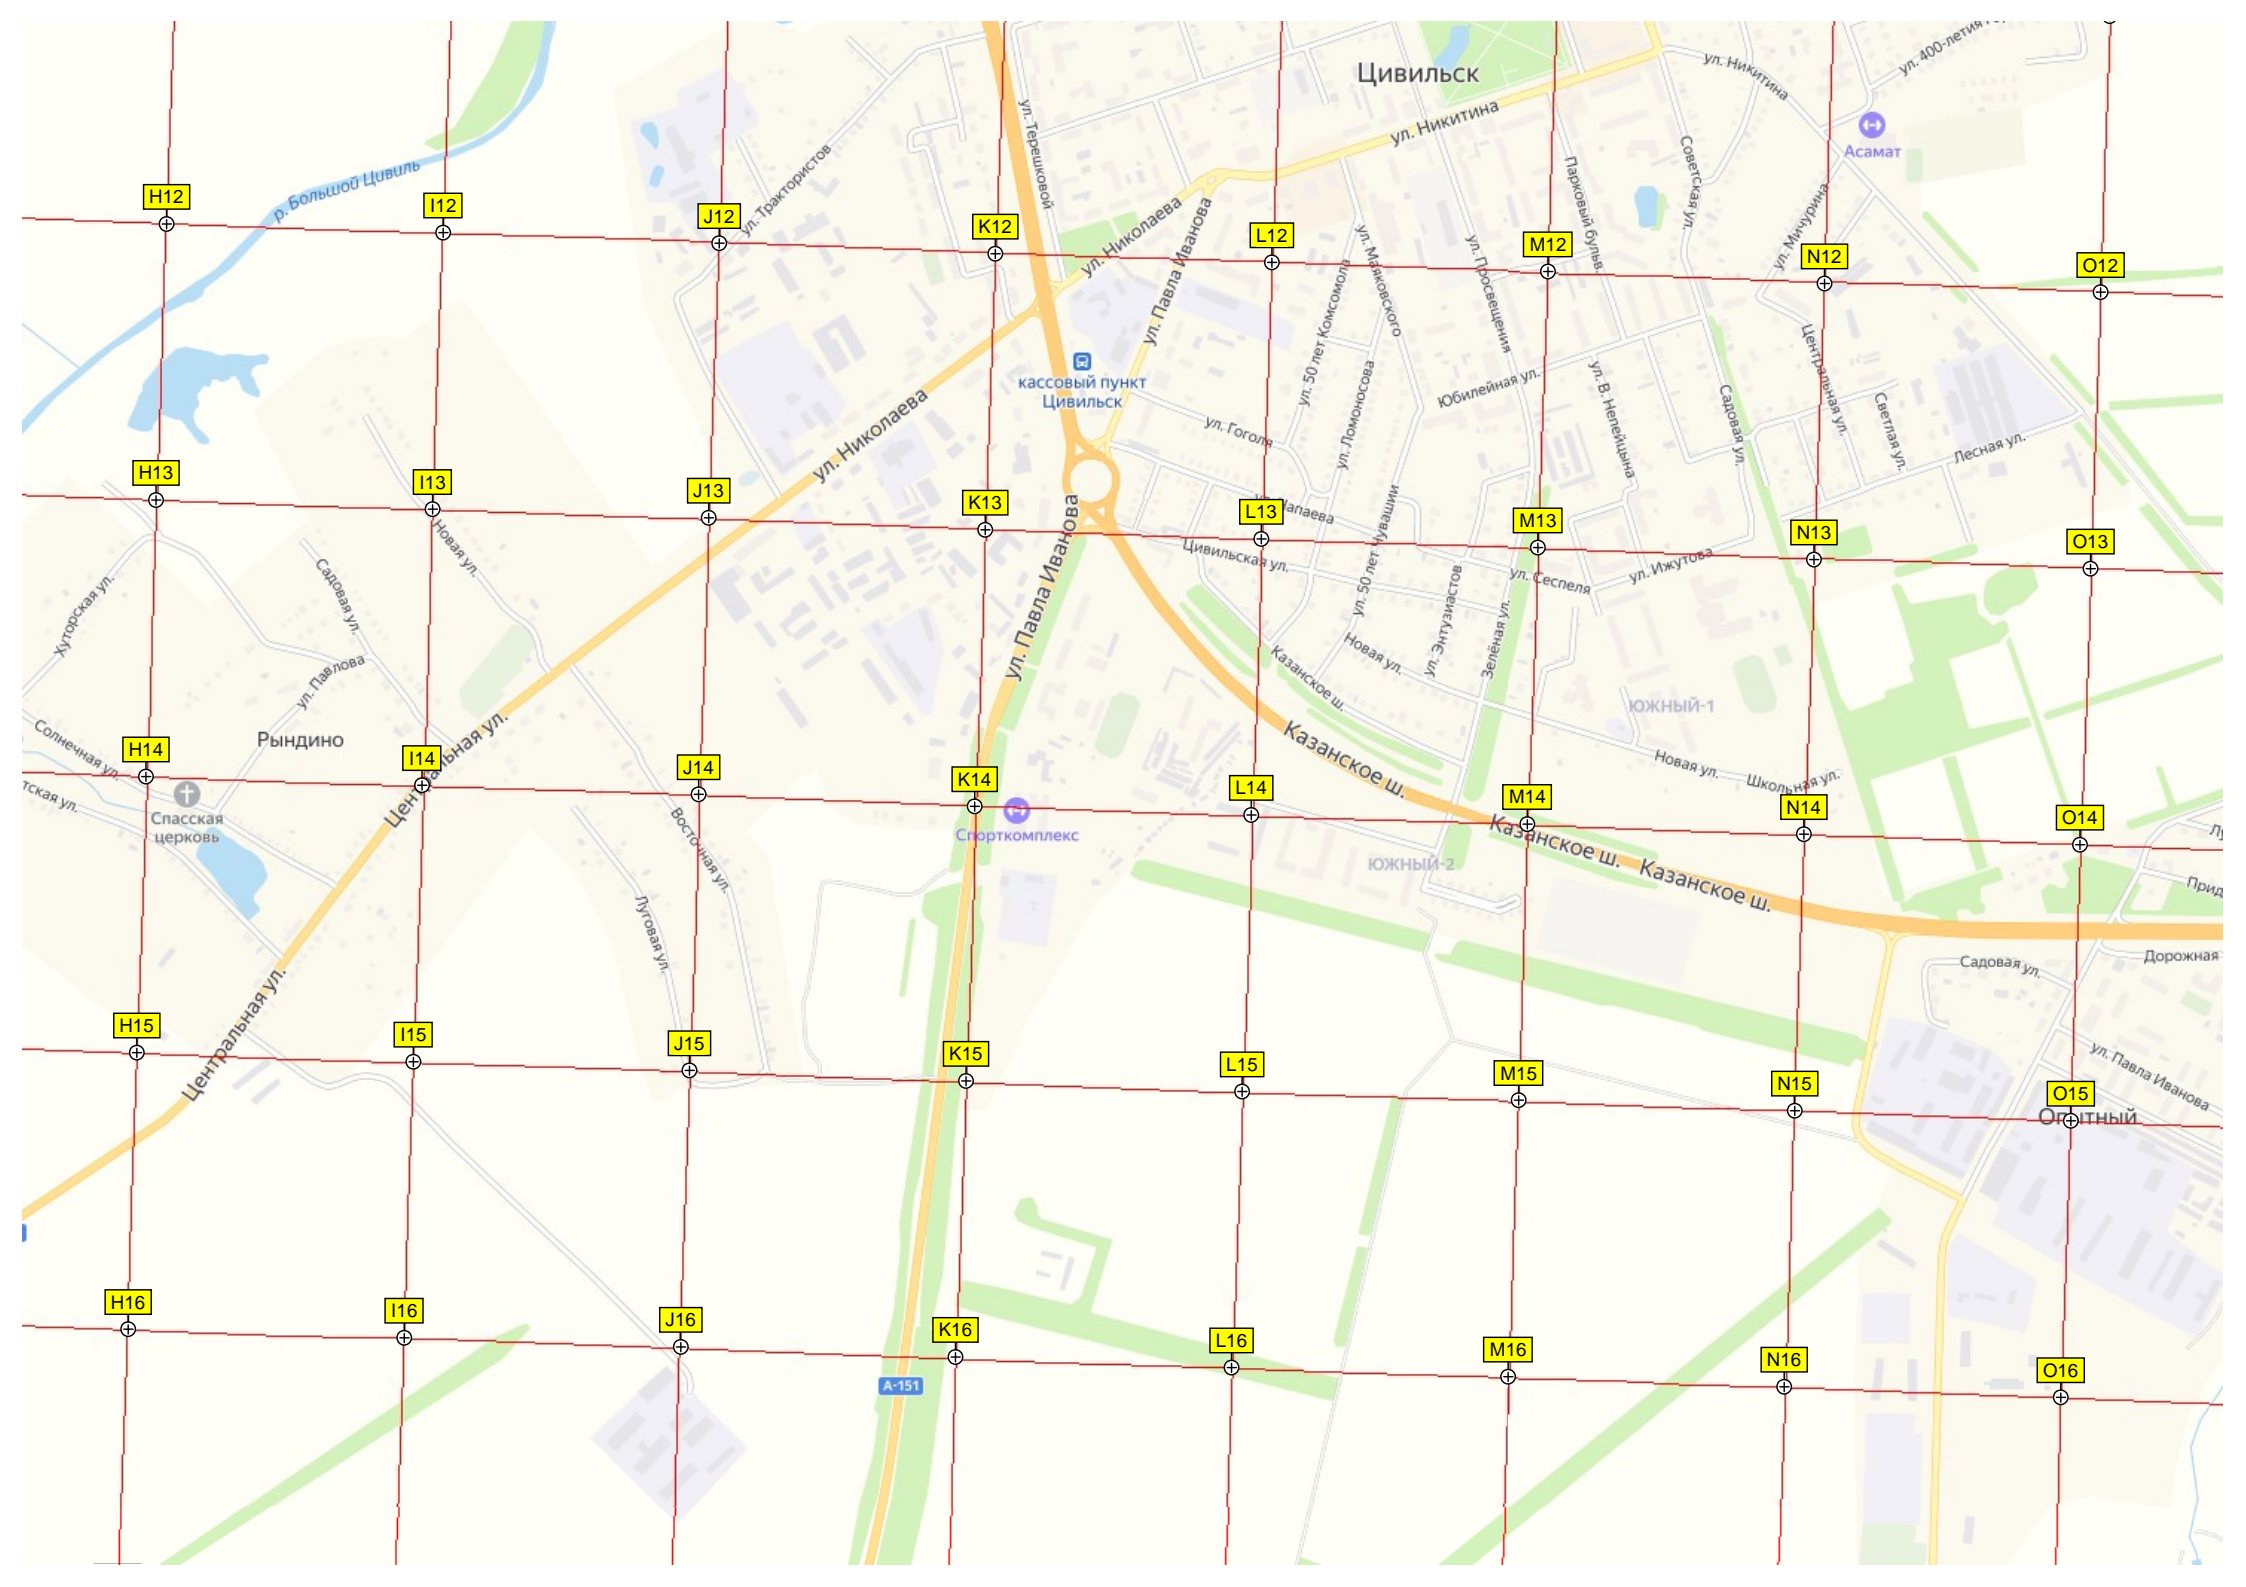 Цивильск
ул. Никитина
ул. 400-летия
ул. Терешковой
ул. Никитина
Асамат
ул. Трактористов
р. Большой Цивиль
Советская ул.
Парковый бульв.
ул. Мичурина
H12
I12
J12
K12
L12
M12
N12
O12
ул. Николаева
ул. Павла Иванова
ул. Маяковского
ул. Просвещения
ул. 50 лет Комсомола
кассовый пункт
Цивильск
Центральная ул.
Юбилейная ул.
ул. В. Непейцына
Садовая ул.
Светлая ул.
Лесная ул.
ул. Николаева
ул. Гоголя
ул. Ломоносова
H13
I13
J13
K13
L13
M13
N13
O13
ул. Чапаева
Новая ул.
Цивильская ул.
ул. 50 лет Чувашии
ул. Сеспеля
ул. Ижутова
Хуторская ул.
Садовая ул.
ул. Павлова
ул. Павла Иванова
Новая ул.
ул. Энтузиастов
Зелёная ул.
Казанское ш.
ЮЖНЫЙ-1
Рындино
Солнечная ул.
Центральная ул.
Казанское ш.
Новая ул.
Школьная ул.
H14
I14
J14
K14
L14
M14
N14
O14
тская ул.
Спасская
церковь
Восточная ул.
Спорткомплекс
ЮЖНЫЙ-2
Казанское ш.
Казанское ш.
Прид
Луговая ул.
Садовая ул.
Дорожная
Центральная ул.
H15
I15
J15
K15
L15
M15
N15
O15
ул. Павла Иванова
Опытный
H16
I16
J16
K16
L16
M16
N16
O16
А-151